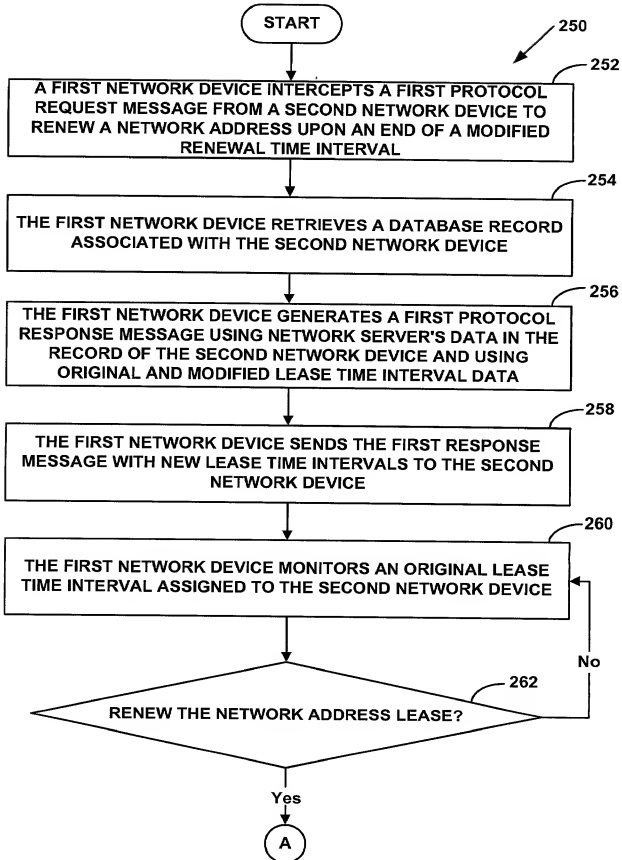 START
250
252
A FIRST NETWORK DEVICE INTERCEPTS A FIRST PROTOCOL
REQUEST MESSAGE FROM A SECOND NETWORK DEVICE TO
RENEW A NETWORK ADDRESS UPON AN END OF A MODIFIED
RENEWAL TIME INTERVAL
254
THE FIRST NETWORK DEVICE RETRIEVES A DATABASE RECORD
ASSOCIATED WITH THE SECOND NETWORK DEVICE
256
THE FIRST NETWORK DEVICE GENERATES A FIRST PROTOCOL
RESPONSE MESSAGE USING NETWORK SERVER'S DATA IN THE
RECORD OF THE SECOND NETWORK DEVICE AND USING
ORIGINAL AND MODIFIED LEASE TIME INTERVAL DATA
258
THE FIRST NETWORK DEVICE SENDS THE FIRST RESPONSE
MESSAGE WITH NEW LEASE TIME INTERVALS TO THE SECOND
NETWORK DEVICE
260
THE FIRST NETWORK DEVICE MONITORS AN ORIGINAL LEASE
TIME INTERVAL ASSIGNED TO THE SECOND NETWORK DEVICE
No
262
RENEW THE NETWORK ADDRESS LEASE?
Yes
A